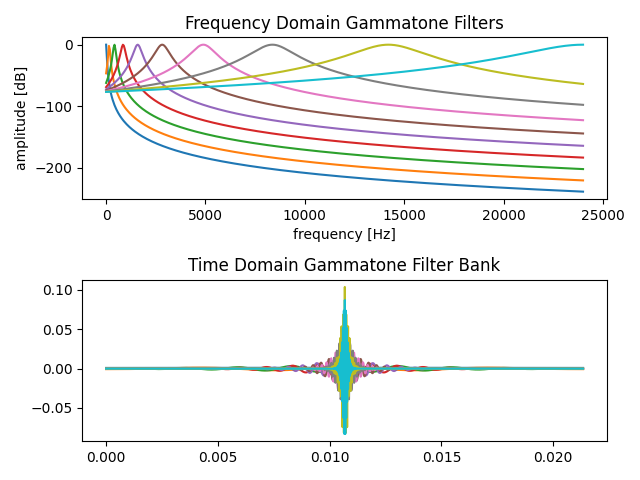 Frequency Domain Gammatone Filters
0
−100
−200
amplitude [dB]
0 5000 10000 15000 20000 25000
frequency [Hz]
Time Domain Gammatone Filter Bank
0.10
0.05
0.00
−0.05
0.000 0.005 0.010 0.015 0.020